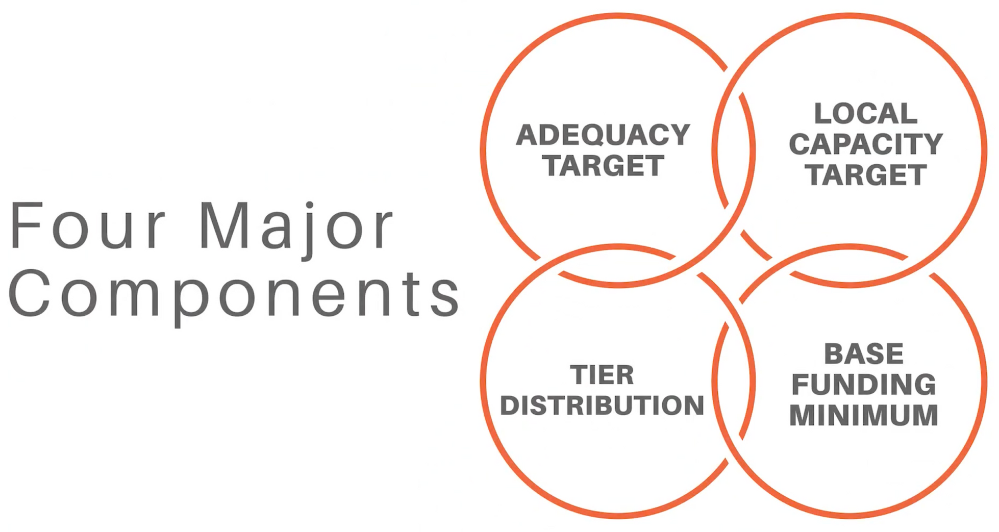 Four Major
Components
ADEQUACY
TARGET
LOCAL
CAPACITY
TARGET
TIER
DISTRIBUTION
BASE
FUNDING
MINIMUM